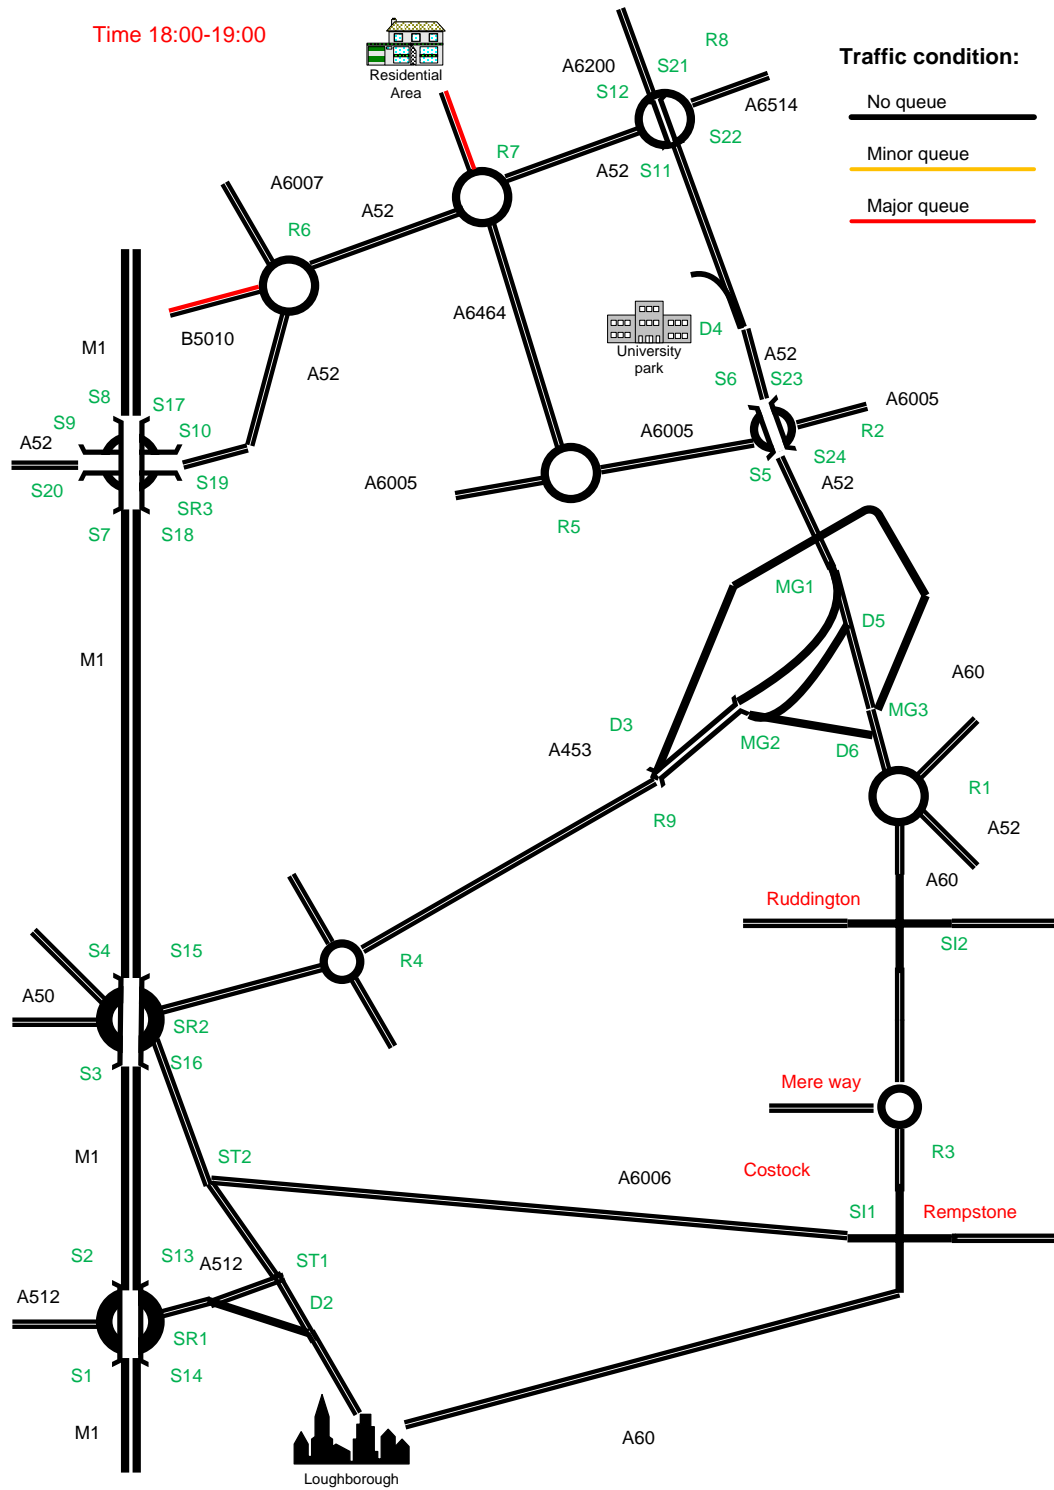 Time 18:00-19:00
Residential
Area
R8
A6200
S21
S12
A6514
S22
S11
A52
R7
Traffic condition:
No queue
Minor queue
Major queue
A6007
A52
R6
B5010
A52
A6464
M1
University
park
D4
A52
S6
S23
A6005
R2
A6005
S24
S5
A52
A6005
R5
S8
S17
S9
S10
A52
S20
S19
SR3
S7
S18
M1
MG1
D5
A60
MG3
D3
MG2
D6
A453
R1
A52
R9
A60
Ruddington
SI2
S4
S15
R4
A50
SR2
S16
S3
Mere way
R3
M1
ST2
Costock
A6006
SI1
Rempstone
S2
S13
A512
ST1
A512
D2
SR1
S1
S14
M1
A60
Loughborough